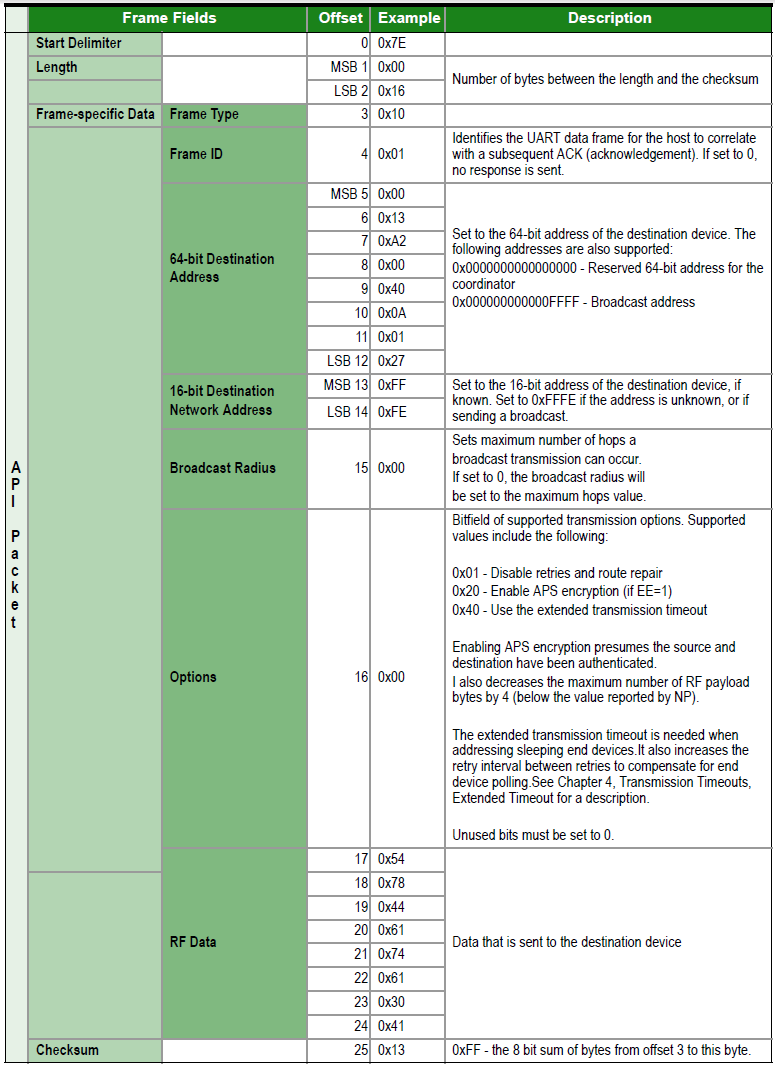 Frame Fields Offset Example Description
API Packet
Start Delimiter 0 0x7E
Length MSB 1 0x00
LSB 2 0x16
Number of bytes between the length and the checksum
Frame-specific Data Frame Type 3 0x10
Frame ID 4 0x01
Identifies the UART data frame for the host to correlate
with a subsequent ACK (acknowledgement). If set to 0,
no response is sent.
64-bit Destination
Address
MSB 5 0x00
6 0x13
7 0xA2
8 0x00
9 0x40
10 0x0A
11 0x01
LSB 12 0x27
Set to the 64-bit address of the destination device. The
following addresses are also supported:
0x0000000000000000 - Reserved 64-bit address for the
coordinator
0x000000000000FFFF - Broadcast address
16-bit Destination
Network Address
MSB 13 0xFF
LSB 14 0xFE
Set to the 16-bit address of the destination device, if
known. Set to 0xFFFE if the address is unknown, or if
sending a broadcast.
Broadcast Radius 15 0x00
Sets maximum number of hops a
broadcast transmission can occur.
If set to 0, the broadcast radius will
be set to the maximum hops value.
Options 16 0x00
Bitfield of supported transmission options. Supported
values include the following:
0x01 - Disable retries and route repair
0x20 - Enable APS encryption (if EE=1)
0x40 - Use the extended transmission timeout
Enabling APS encryption presumes the source and
destination have been authenticated.
I also decreases the maximum number of RF payload
bytes by 4 (below the value reported by NP).
The extended transmission timeout is needed when
addressing sleeping end devices.It also increases the
retry interval between retries to compensate for end
device polling.See Chapter 4, Transmission Timeouts,
Extended Timeout for a description.
Unused bits must be set to 0.
RF Data
17 0x54
18 0x78
19 0x44
20 0x61
21 0x74
22 0x61
23 0x30
24 0x41
Data that is sent to the destination device
Checksum 25 0x13 0xFF - the 8 bit sum of bytes from offset 3 to this byte.